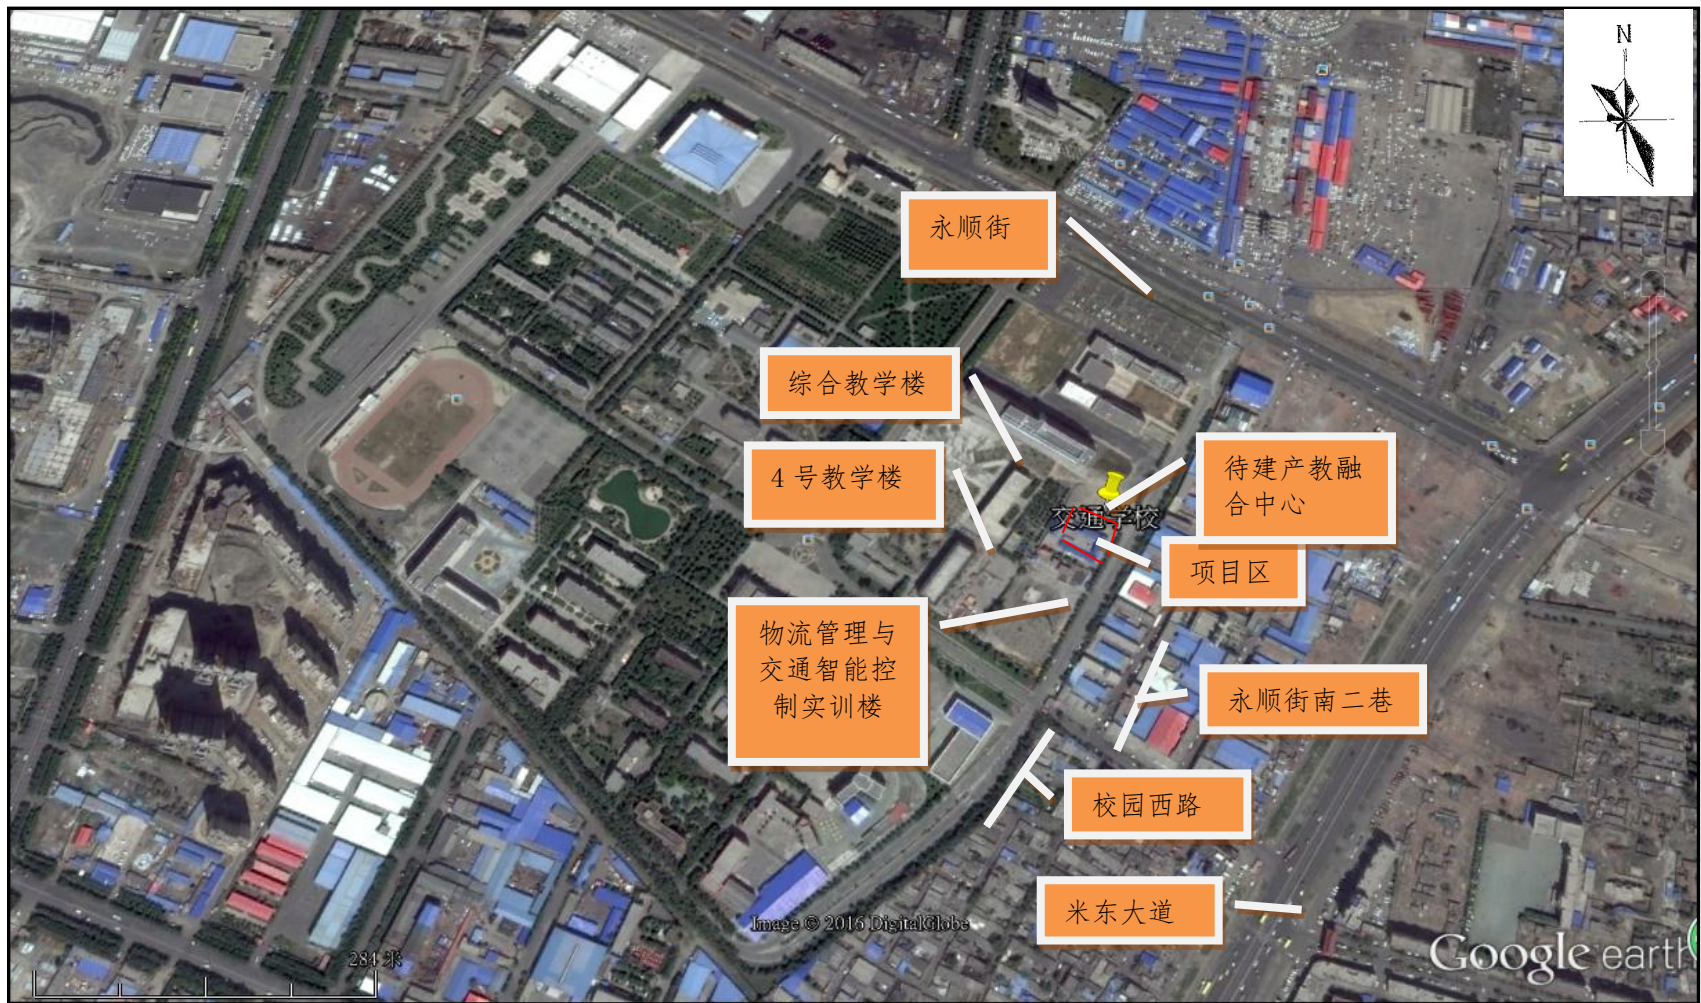 N
永顺街
综合教学楼
4 号教学楼
待建产教融
合中心
交通学校
项目区
物流管理与
交通智能控
制实训楼
永顺街南二巷
校园西路
米东大道
Image © 2016 DigitalGlobe
284 米
Google earth